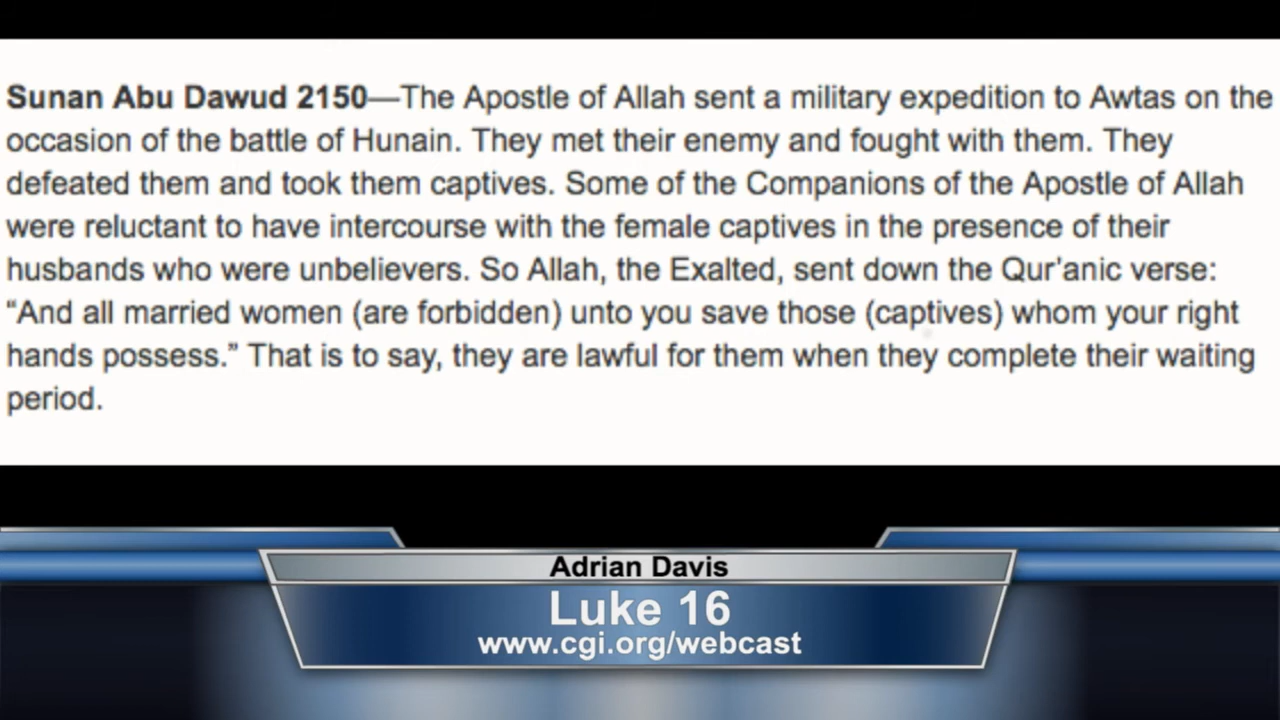 Sunan Abu Dawud 2150—The Apostle of Allah sent a military expedition to Awtas on the
occasion of the battle of Hunain. They met their enemy and fought with them. They
defeated them and took them captives. Some of the Companions of the Apostle of Allah
were reluctant to have intercourse with the female captives in the presence of their
husbands who were unbelievers. So Allah, the Exalted, sent down the Qur'anic verse:
“And all married women (are forbidden) unto you save those (captives) whom your right
hands possess.” That is to say, they are lawful for them when they complete their waiting
period.
Adrian Davis
Luke 16
www.cgi.org/webcast